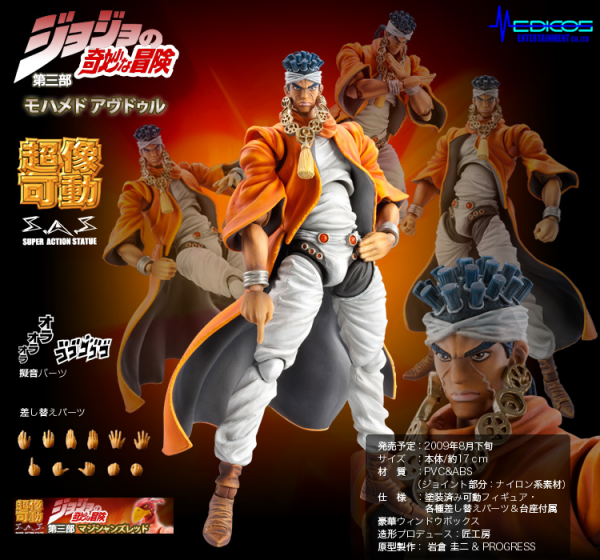 ジョジョの
奇妙な冒険
第三部
モハメド アヴドゥル
MEDICOS
ENTERTAINMENT co.,ltd.
超像
可動
S.A.S
SUPER ACTION STATUE
オラ
オラ
オラ
ゴゴゴゴゴ
擬音パーツ
差し替えパーツ
発売予定：2009年8月下旬
サイズ ：本体/約17cm
材 質 ：PVC&ABS
（ジョイント部分：ナイロン系素材）
仕 様 ：塗装済み可動フィギュア・
各種差し替えパーツ&台座付属
豪華ウィンドウボックス
造形プロデュース：匠工房
原型製作： 岩倉 圭二 & PROGRESS
超像
可動
S.A.S
ジョジョの
奇妙な冒険
第三部 マジシャンズレッド